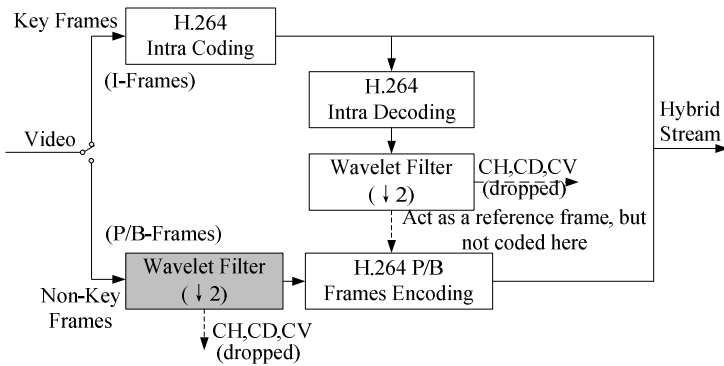 Key Frames
H.264
Intra Coding
(I-Frames)
H.264
Intra Decoding
Hybrid
Stream
Video
Wavelet Filter
(↓2)
CH,CD,CV
(dropped)
Act as a reference frame, but
not coded here
(P/B-Frames)
Wavelet Filter
(↓2)
H.264 P/B
Frames Encoding
Non-Key
Frames
CH,CD,CV
(dropped)